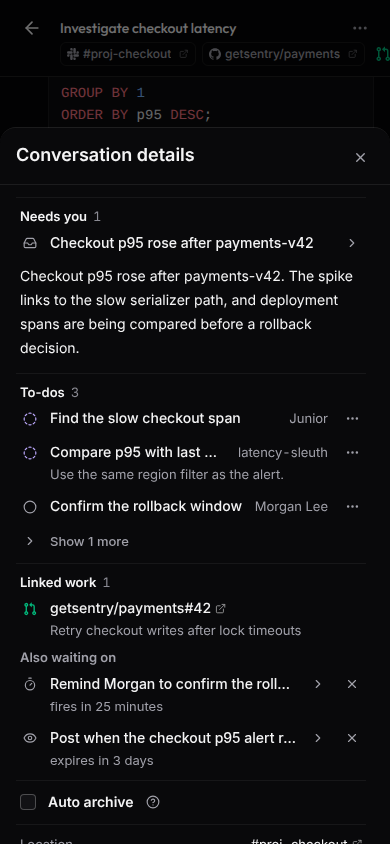 Investigate checkout latency
#proj-checkout
getsentry/payments
GROUP BY 1
ORDER BY p95 DESC;
Conversation details
Needs you 1
Checkout p95 rose after payments-v42
Checkout p95 rose after payments-v42. The spike
links to the slow serializer path, and deployment
spans are being compared before a rollback
decision.
To-dos 3
Find the slow checkout span Junior
Compare p95 with last ... latency-sleuth
Use the same region filter as the alert.
Confirm the rollback window Morgan Lee
Show 1 more
Linked work 1
getsentry/payments#42
Retry checkout writes after lock timeouts
Also waiting on
Remind Morgan to confirm the roll...
fires in 25 minutes
Post when the checkout p95 alert r...
expires in 3 days
Auto archive
Location #proj-checkout